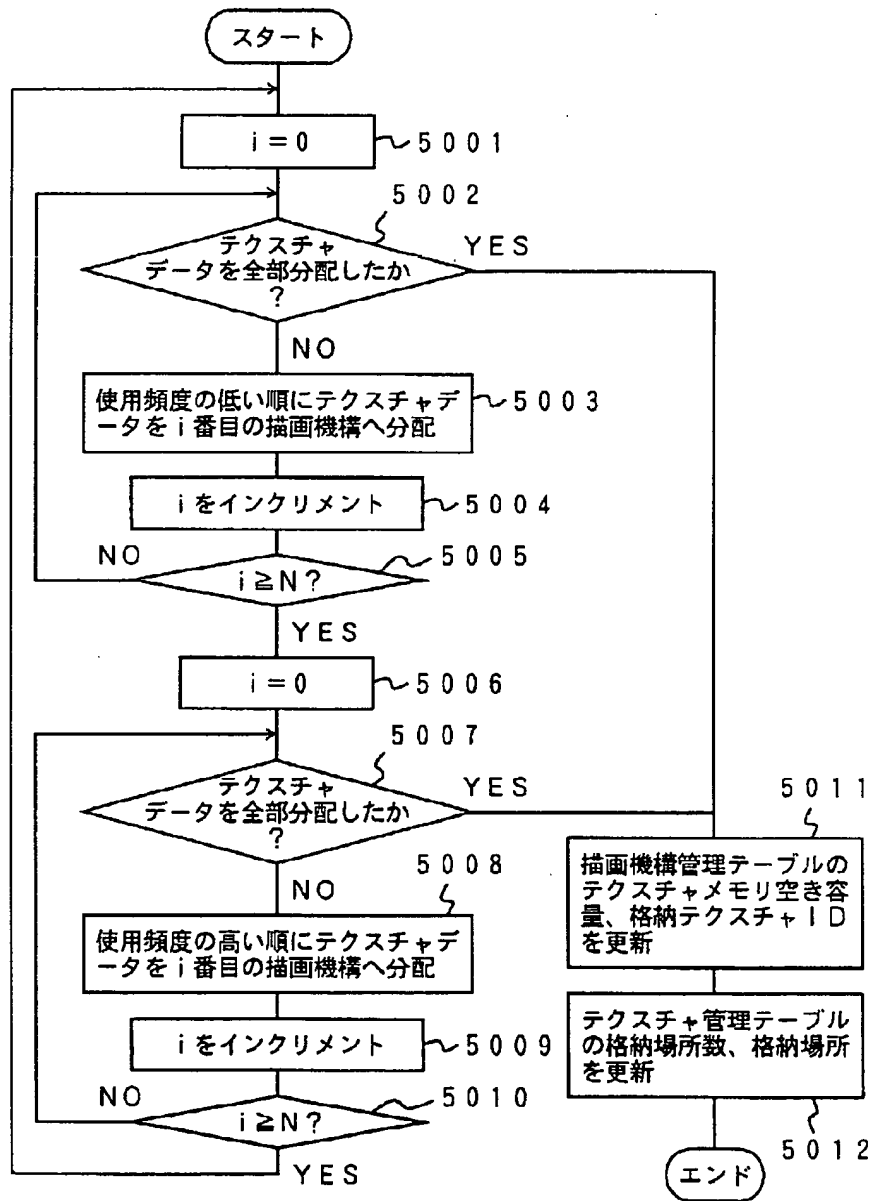 スタート
i=0
5001
5002
テクスチャ
データを全部分配したか
?
YES
NO
使用頻度の低い順にテクスチャデ
ータをi番目の描画機構へ分配
5003
iをインクリメント
5004
NO
5005
i≧N?
YES
i=0
5006
5007
テクスチャ
データを全部分配したか
?
YES
NO
5008
使用頻度の高い順にテクスチャデ
ータをi番目の描画機構へ分配
iをインクリメント
5009
NO
5010
i≧N?
YES
5011
描画機構管理テーブルの
テクスチャメモリ空き容
量、格納テクスチャID
を更新
テクスチャ管理テーブル
の格納場所数、格納場所
を更新
5012
エンド